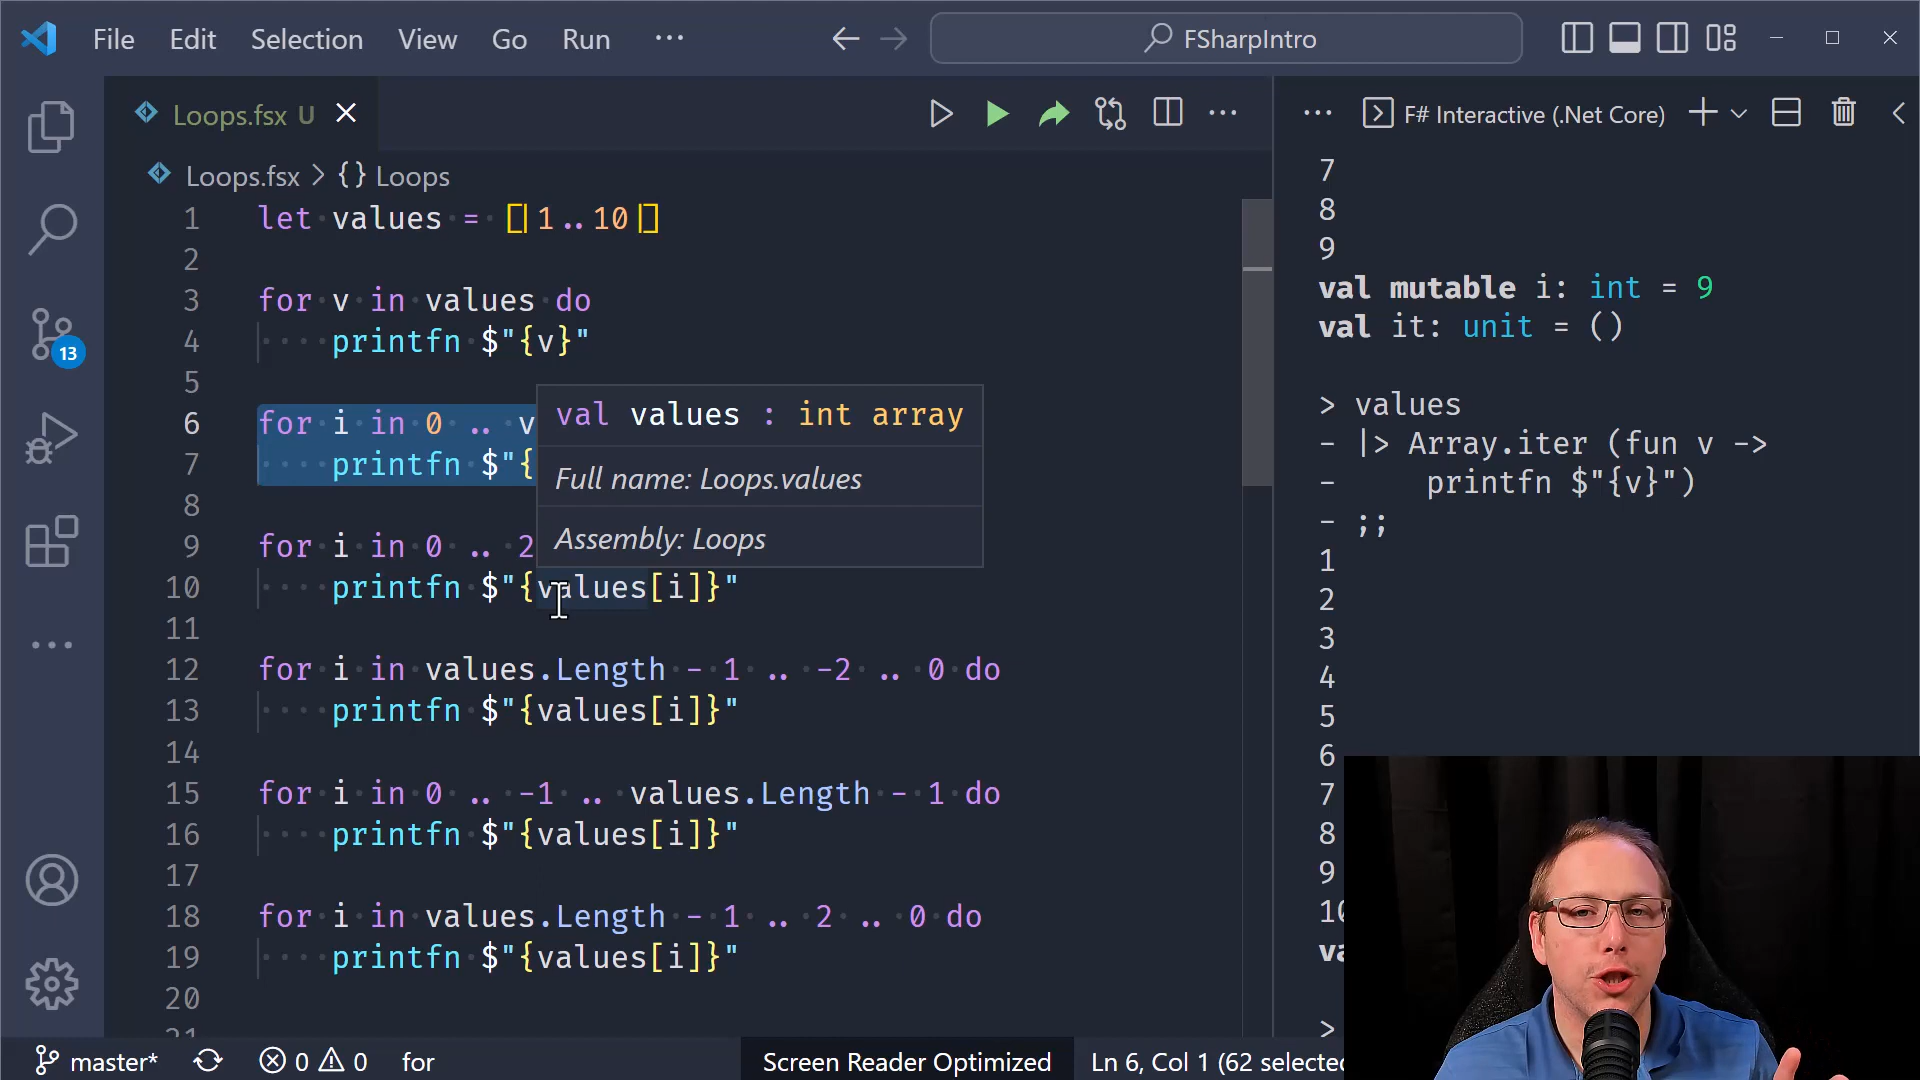 File Edit Selection View Go Run ··· FSharpIntro
Loops.fsx U
··· F# Interactive (.Net Core)
Loops.fsx > {} Loops
1 let values = [|1..10|]
2
3 for v in values do
4 printfn $"{v}"
5
6 for i in 0 .. v
7 printfn $"{
8
9 for i in 0 .. 2
10 printfn $"{values[i]}"
11
12 for i in values.Length - 1 .. -2 .. 0 do
13 printfn $"{values[i]}"
14
15 for i in 0 .. -1 .. values.Length - 1 do
16 printfn $"{values[i]}"
17
18 for i in values.Length - 1 .. 2 .. 0 do
19 printfn $"{values[i]}"
20
val values : int array
Full name: Loops.values
Assembly: Loops
7
8
9
val mutable i: int = 9
val it: unit = ()
> values
- |> Array.iter (fun v ->
- printfn $"{v}")
- ;;
1
2
3
4
5
6
7
8
9
10
va
>
13
master* 0 0 for Screen Reader Optimized Ln 6, Col 1 (62 selected